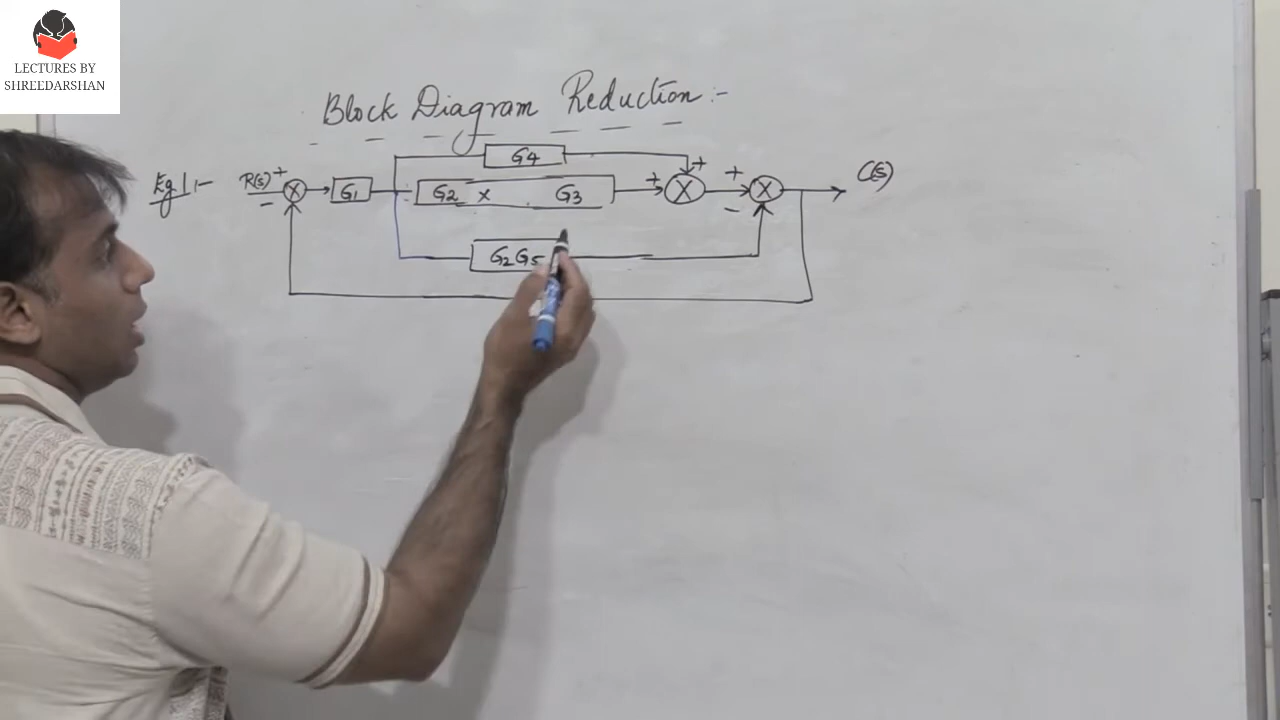 LECTURES BY
SHREEDARSHAN
Block Diagram Reduction :-
Eg 1 :-
R(s) + -
G1
G4
G2 x G3
+ +
+ -
C(s)
G2G5